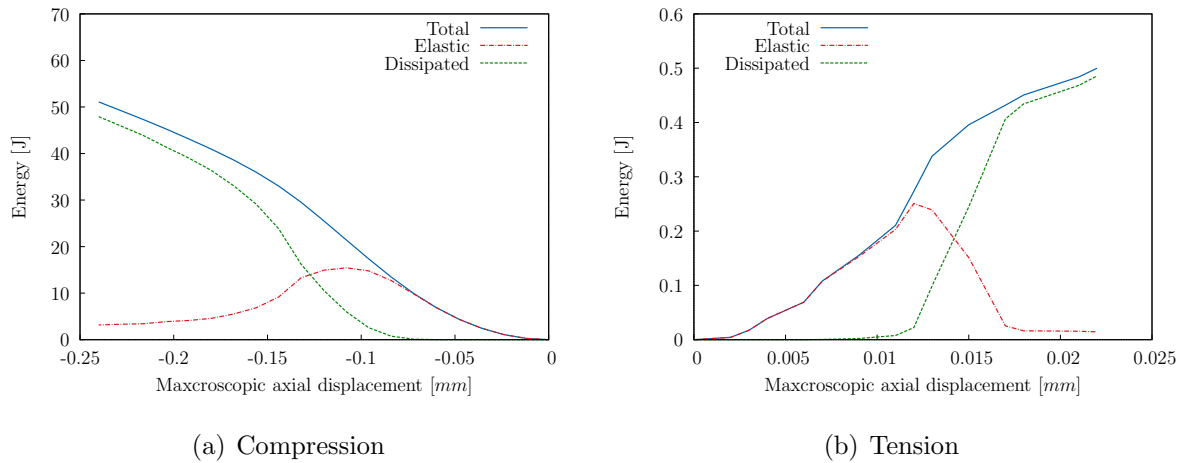 70
60
50
40
30
20
10
0
-0.25
-0.2
-0.15
-0.1
-0.05
0
Energy [J]
Maxcroscopic axial displacement [mm]
Total
Elastic
Dissipated
(a) Compression
0.6
0.5
0.4
0.3
0.2
0.1
0
0
0.005
0.01
0.015
0.02
0.025
Energy [J]
Maxcroscopic axial displacement [mm]
Total
Elastic
Dissipated
(b) Tension